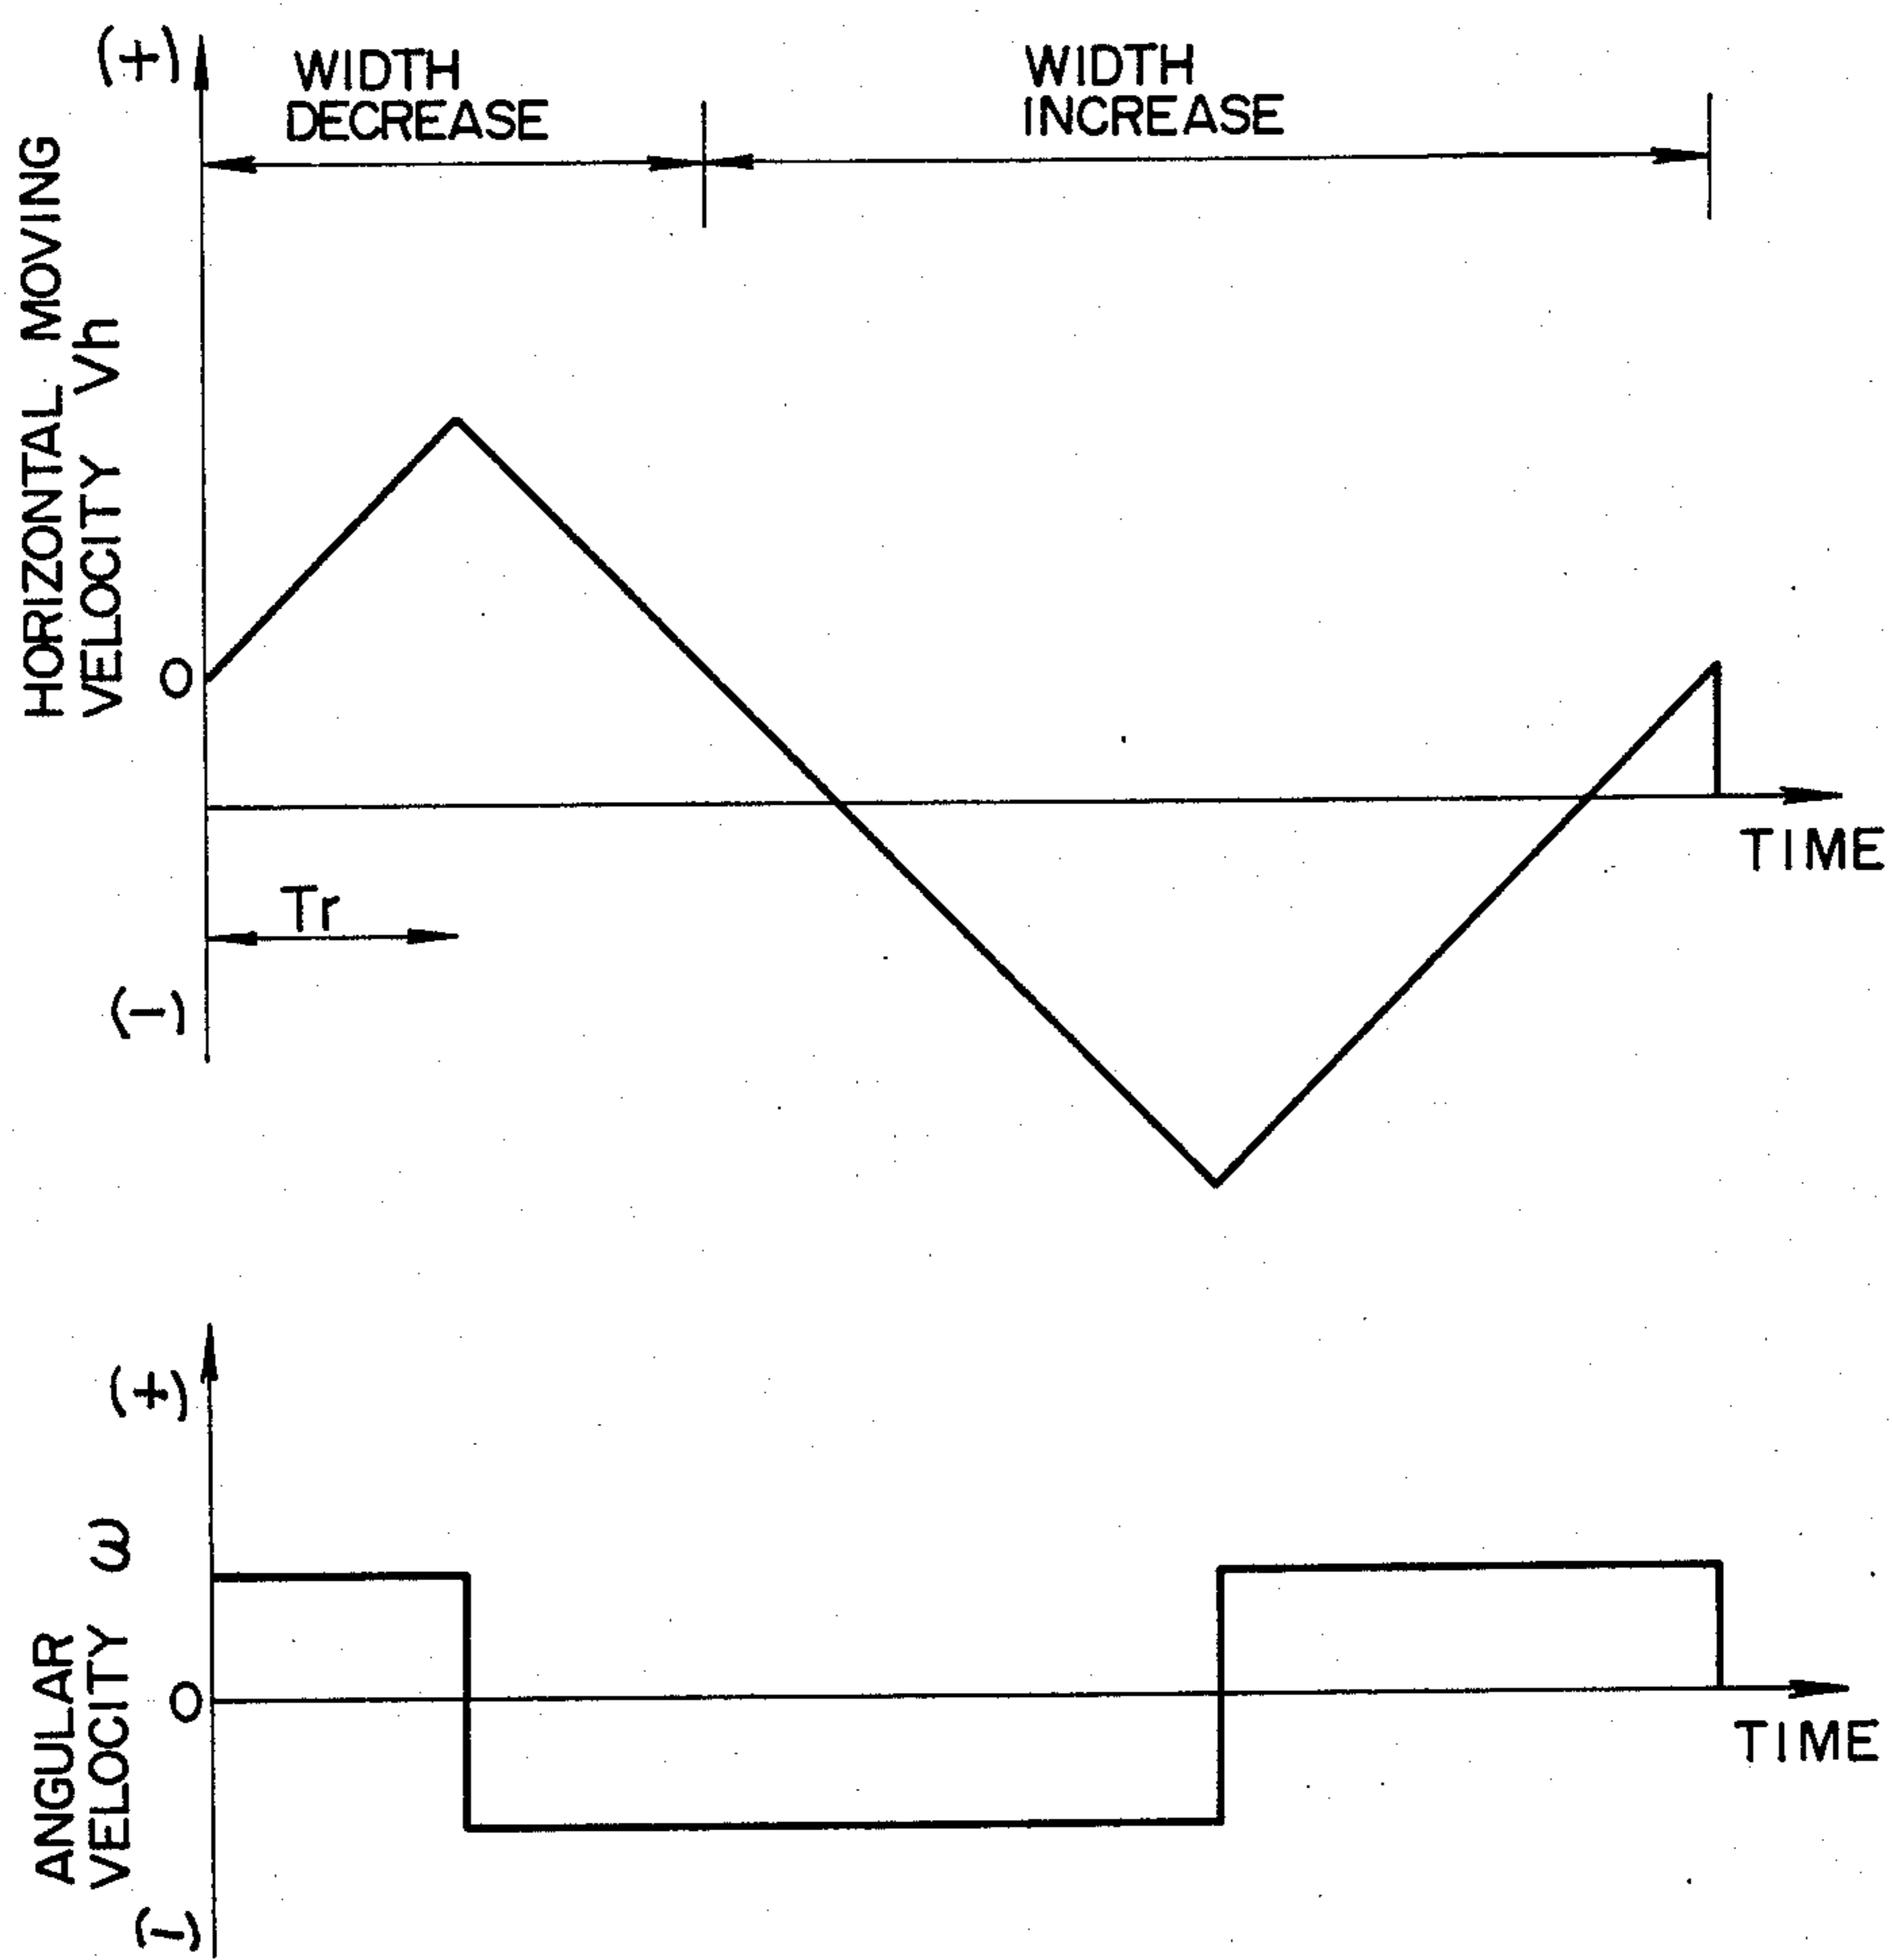 (+)
WIDTH
DECREASE
WIDTH
INCREASE
HORIZONTAL MOVING
VELOCITY Vh
O
TIME
Tr
(-)
(+)
ANGULAR
VELOCITY ω
O
TIME
(-)